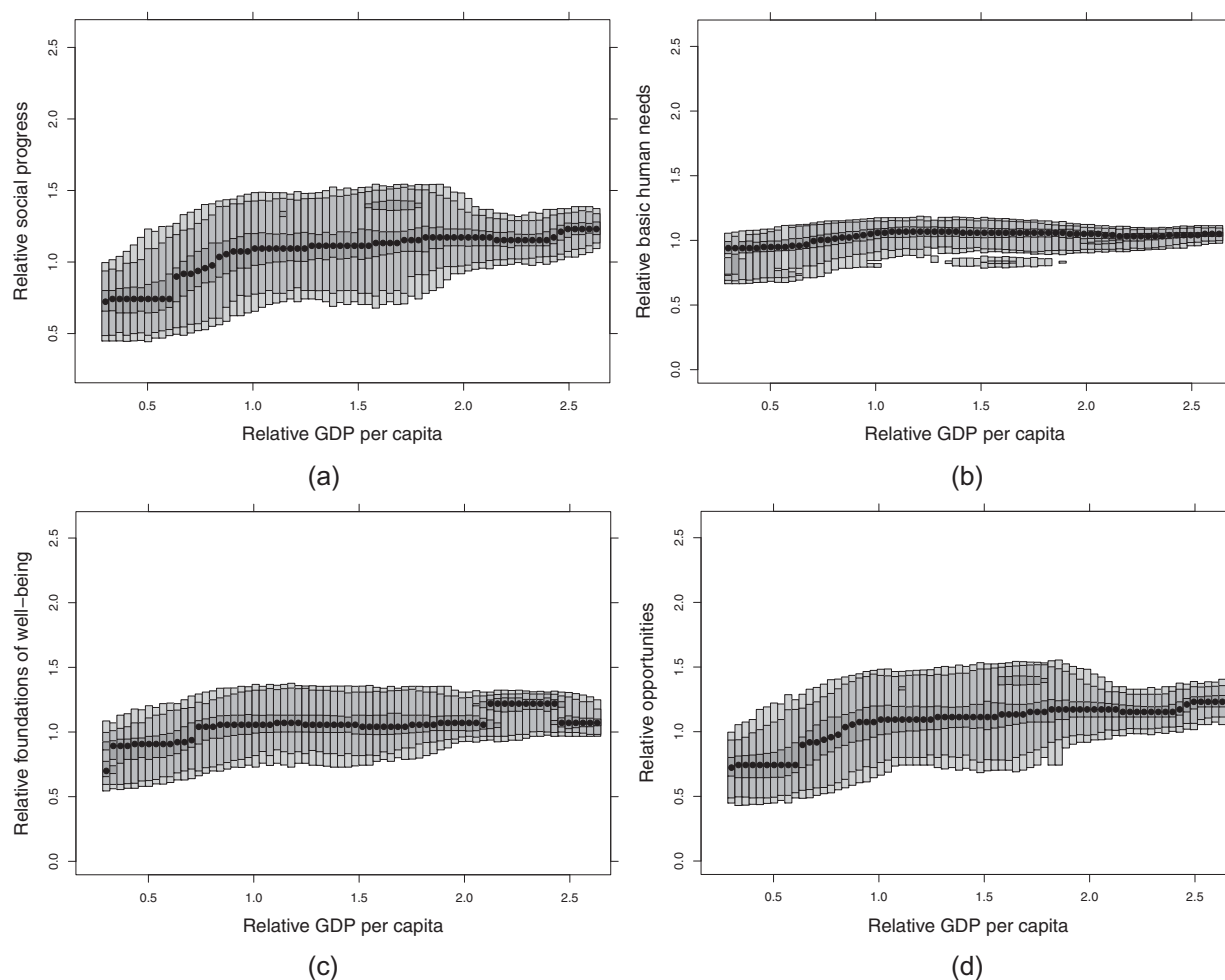 Relative social progress
2.5
2.0
1.5
1.0
0.5
0.5 1.0 1.5 2.0 2.5
Relative GDP per capita
(a)
Relative basic human needs
2.5
2.0
1.5
1.0
0.5
0.0
0.5 1.0 1.5 2.0 2.5
Relative GDP per capita
(b)
Relative foundations of well−being
2.5
2.0
1.5
1.0
0.5
0.0
0.5 1.0 1.5 2.0 2.5
Relative GDP per capita
(c)
Relative opportunities
2.5
2.0
1.5
1.0
0.5
0.0
0.5 1.0 1.5 2.0 2.5
Relative GDP per capita
(d)